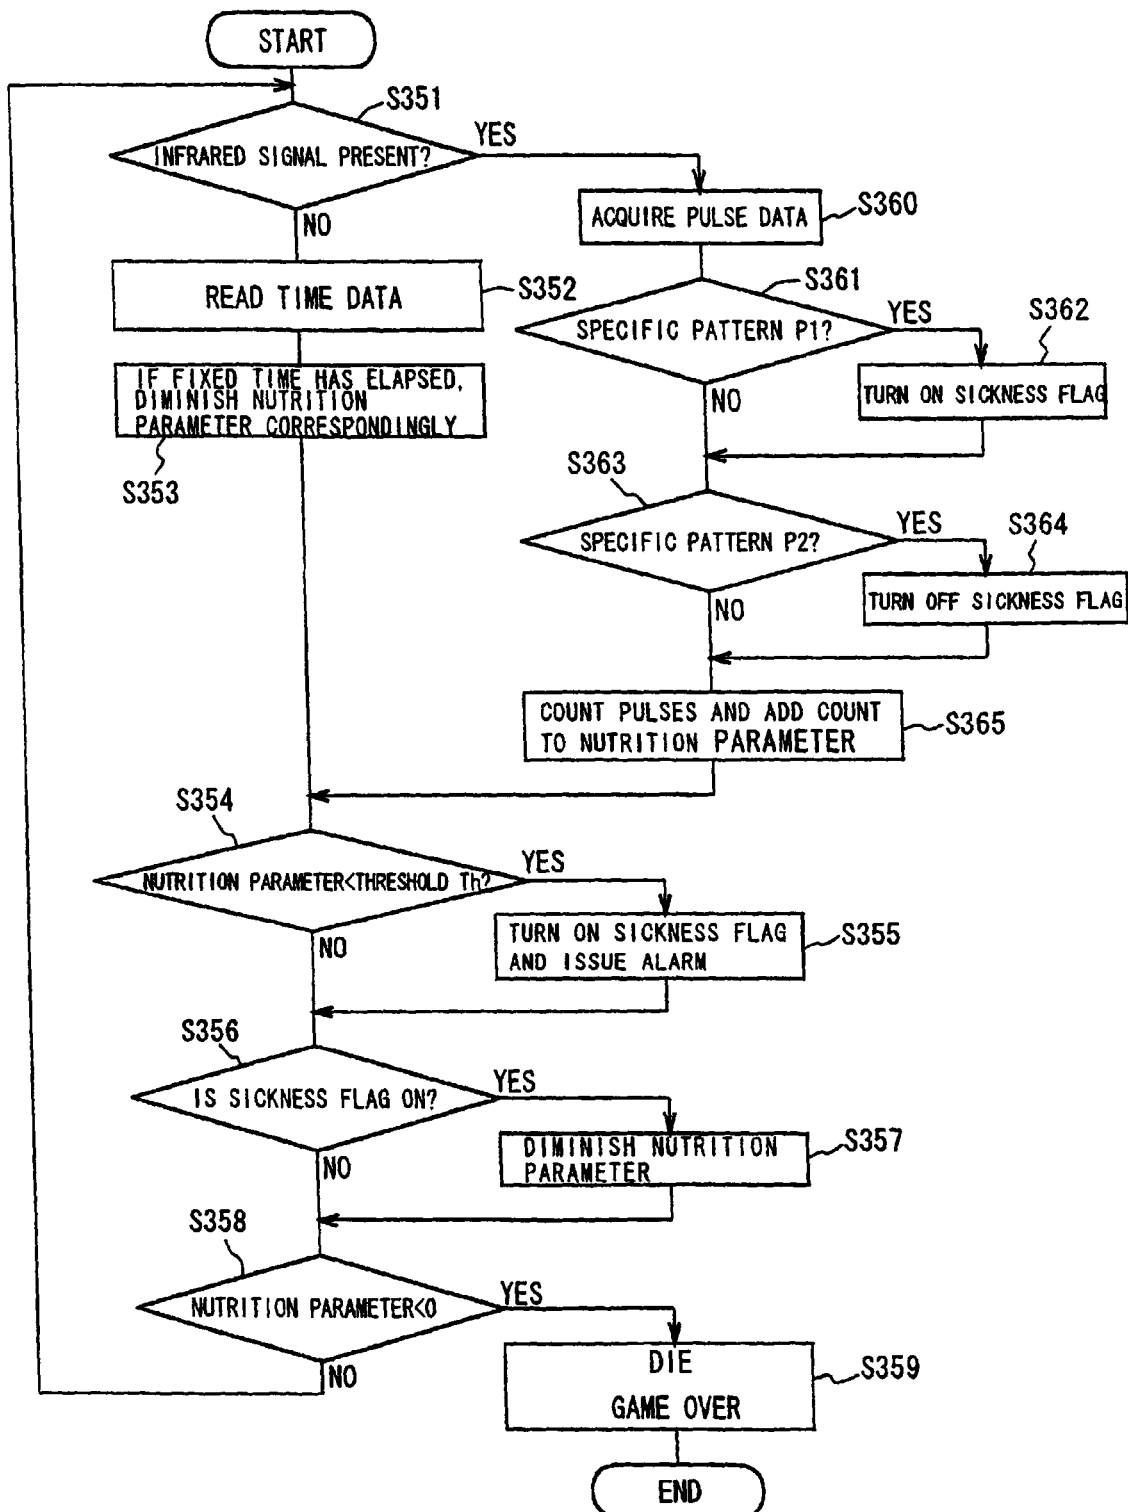 START
S351
INFRARED SIGNAL PRESENT?
YES
NO
ACQUIRE PULSE DATA
S360
READ TIME DATA
S352
S361
SPECIFIC PATTERN P1?
YES
S362
TURN ON SICKNESS FLAG
NO
IF FIXED TIME HAS ELAPSED,
DIMINISH NUTRITION
PARAMETER CORRESPONDINGLY
S353
S363
SPECIFIC PATTERN P2?
YES
S364
TURN OFF SICKNESS FLAG
NO
COUNT PULSES AND ADD COUNT
TO NUTRITION PARAMETER
S365
S354
NUTRITION PARAMETER<THRESHOLD Th?
YES
NO
TURN ON SICKNESS FLAG
AND ISSUE ALARM
S355
S356
IS SICKNESS FLAG ON?
YES
NO
DIMINISH NUTRITION
PARAMETER
S357
S358
NUTRITION PARAMETER<0
YES
NO
DIE
GAME OVER
S359
END